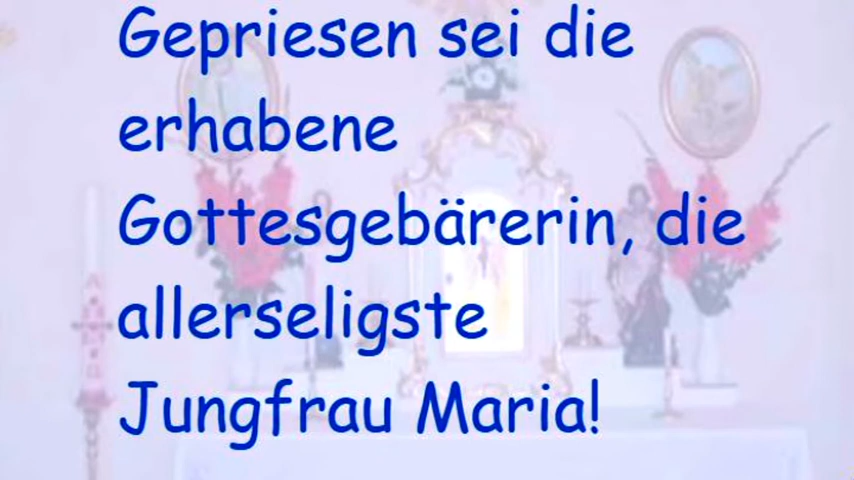 Gepriesen sei die
erhabene
Gottesgebärerin, die
allerseligste
Jungfrau Maria!